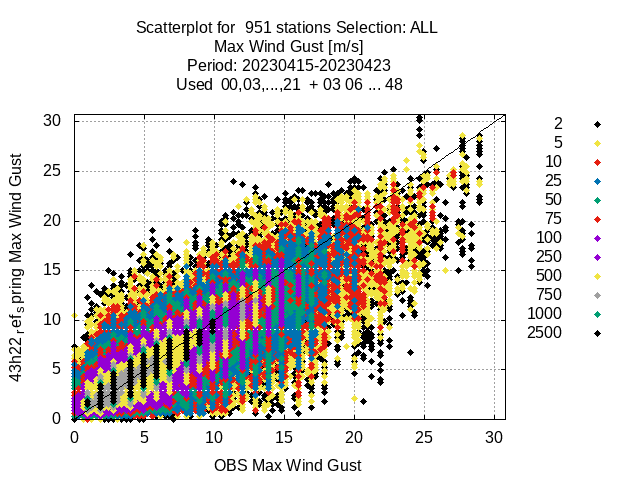 Scatterplot for 951 stations Selection: ALL
Max Wind Gust [m/s]
Period: 20230415-20230423
Used 00,03,...,21 + 03 06 ... 48
43h22_ref_spring Max Wind Gust
30
25
20
15
10
5
0
0 5 10 15 20 25 30
OBS Max Wind Gust
2
5
10
25
50
75
100
250
500
750
1000
2500